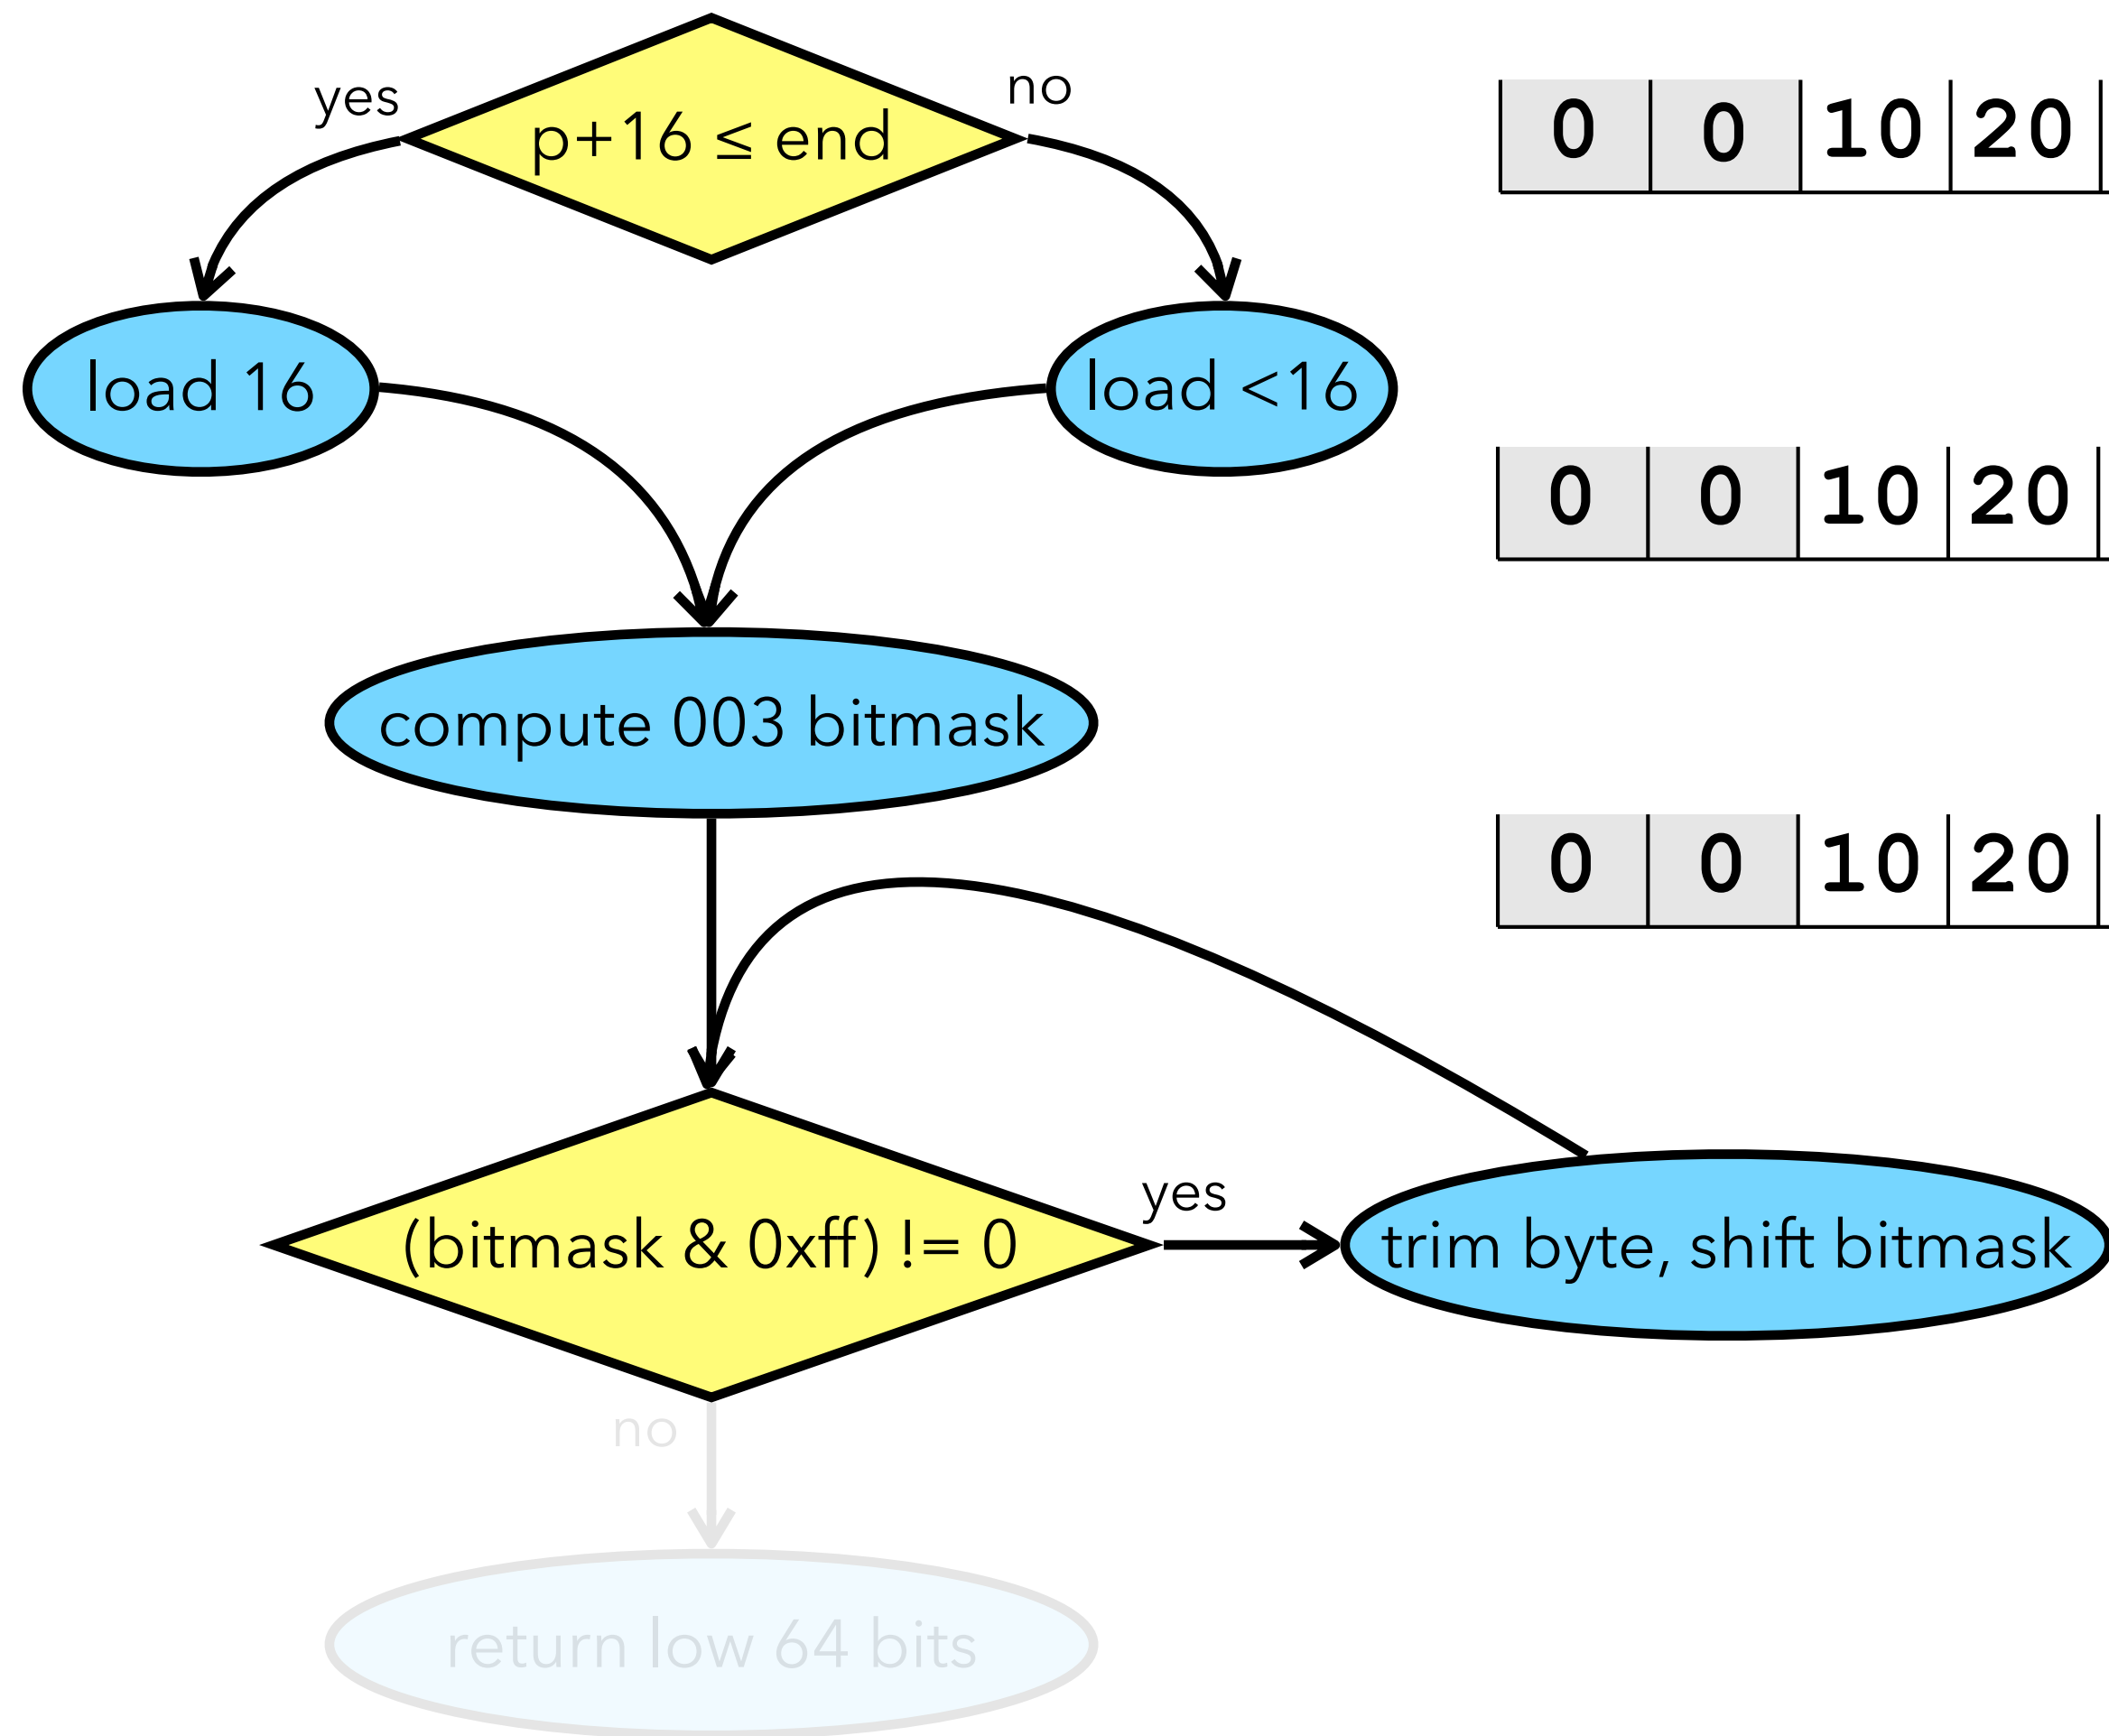 yes
no
p+16 ≤ end
0 0 10 20
load 16
load <16
0 0 10 20
compute 003 bitmask
0 0 10 20
yes
(bitmask & 0xff) != 0
trim byte, shift bitmask
no
return low 64 bits